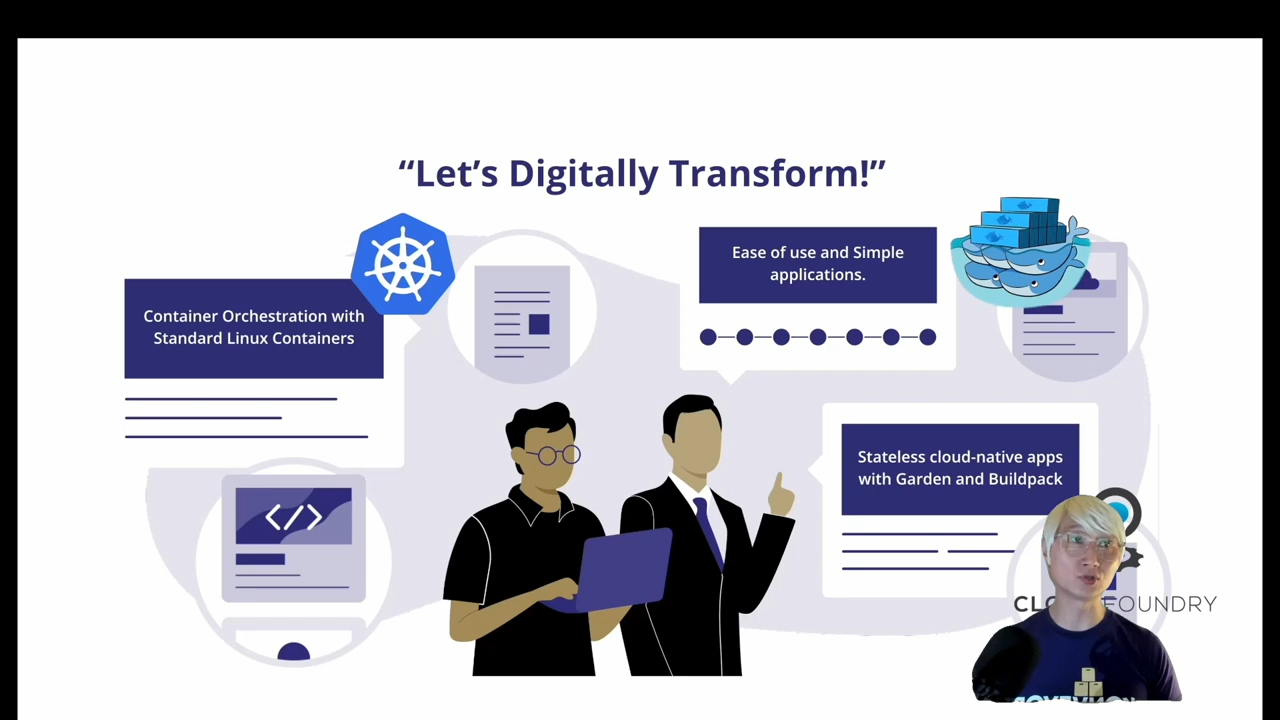 “Let’s Digitally Transform!”
Container Orchestration with
Standard Linux Containers
Ease of use and Simple
applications.
Stateless cloud-native apps
with Garden and Buildpack
</>
FOUNDRY